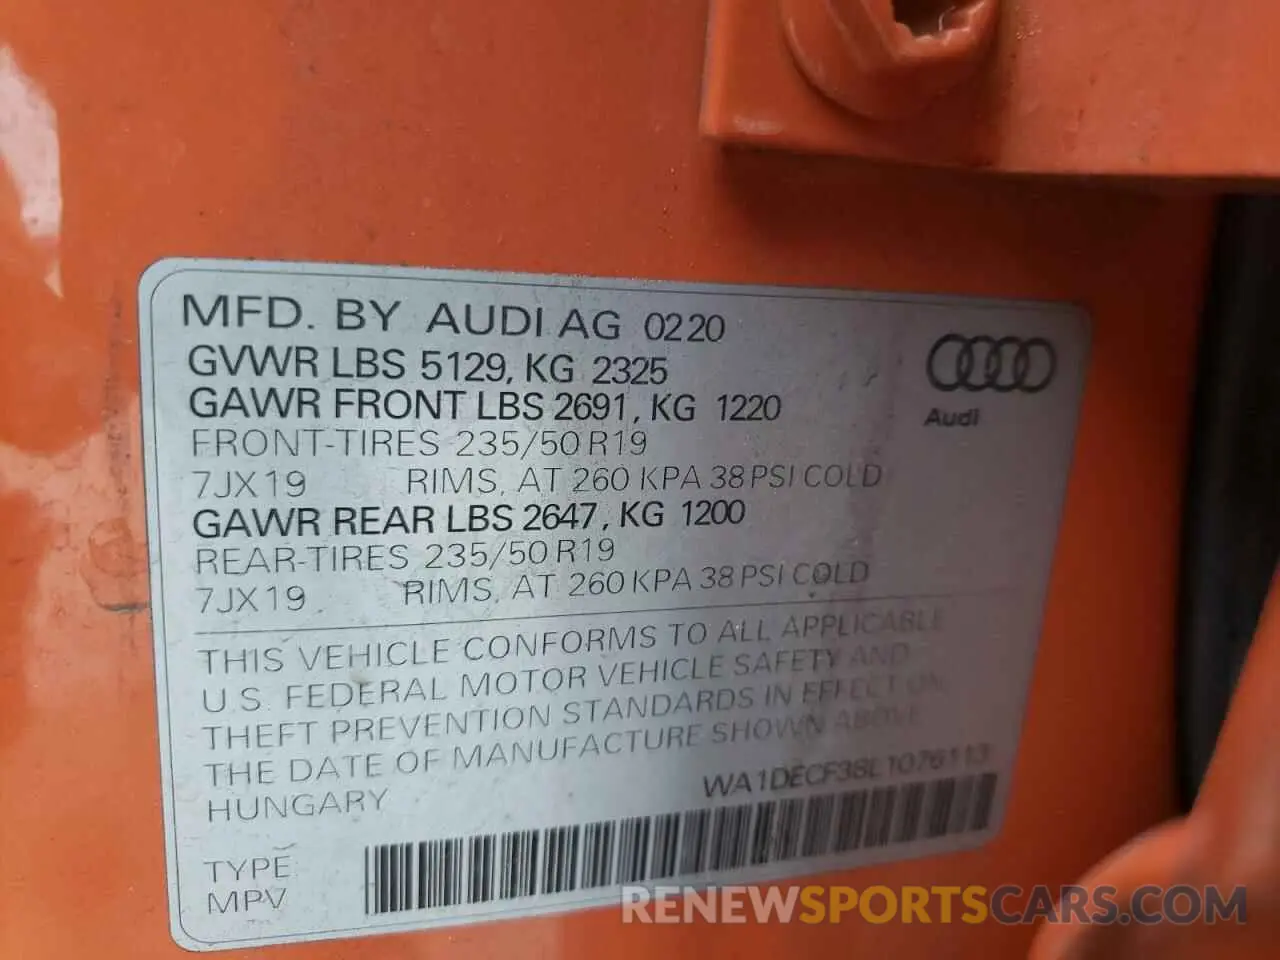 MFD. BY AUDI AG 0220
GVWR LBS 5129, KG 2325
GAWR FRONT LBS 2691, KG 1220
FRONT-TIRES 235/50 R19
7JX19 RIMS, AT 260 KPA 38 PSI COLD
GAWR REAR LBS 2647, KG 1200
REAR-TIRES 235/50 R19
7JX19 RIMS, AT 260 KPA 38 PSI COLD
Audi
THIS VEHICLE CONFORMS TO ALL APPLICABLE
U.S. FEDERAL MOTOR VEHICLE SAFETY AND
THEFT PREVENTION STANDARDS IN EFFECT ON
THE DATE OF MANUFACTURE SHOWN ABOVE
HUNGARY
WA1DECF38L1076113
TYPE
MPV
RENEWSPORTSCARS.COM